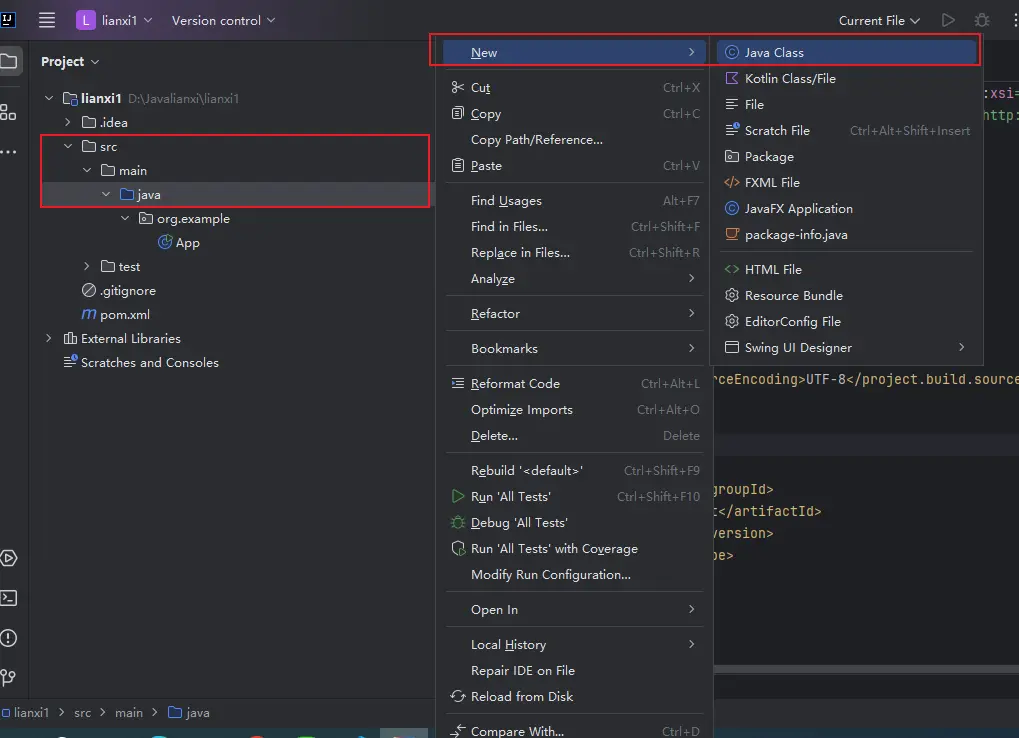 L lianxi1 Version control Current File
Project
lianxi1 D:\Javalianxi\lianxi1
.idea
src
main
java
org.example
App
test
.gitignore
pom.xml
External Libraries
Scratches and Consoles
New
Cut Ctrl+X
Copy Ctrl+C
Copy Path/Reference...
Paste Ctrl+V
Find Usages Alt+F7
Find in Files... Ctrl+Shift+F
Replace in Files... Ctrl+Shift+R
Analyze
Refactor
Bookmarks
Reformat Code Ctrl+Alt+L
Optimize Imports Ctrl+Alt+O
Delete... Delete
Rebuild '<default>' Ctrl+Shift+F9
Run 'All Tests' Ctrl+Shift+F10
Debug 'All Tests'
Run 'All Tests' with Coverage
Modify Run Configuration...
Open In
Local History
Repair IDE on File
Reload from Disk
Compare With... Ctrl+D
Java Class
Kotlin Class/File
File
Scratch File Ctrl+Alt+Shift+Insert
Package
FXML File
JavaFX Application
package-info.java
HTML File
Resource Bundle
EditorConfig File
Swing UI Designer
:xsi=
http:
rceEncoding>UTF-8</project.build.source
groupId>
t</artifactId>
version>
pe>
lianxi1 > src > main > java